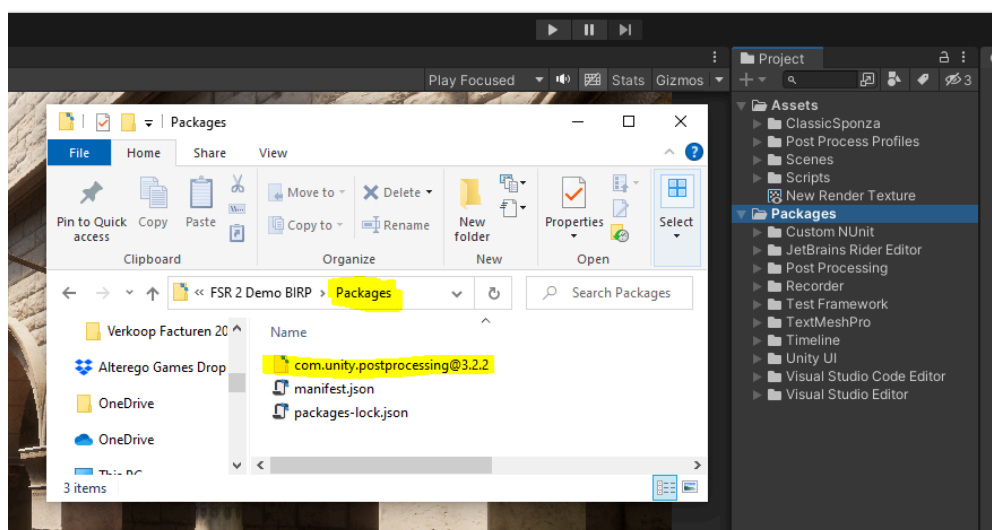 Project
Play Focused Stats Gizmos
3
Assets
ClassicSponza
Post Process Profiles
Scenes
Scripts
New Render Texture
Packages
Custom NUnit
JetBrains Rider Editor
Post Processing
Recorder
Test Framework
TextMeshPro
Timeline
Unity UI
Visual Studio Code Editor
Visual Studio Editor
Packages
File Home Share View
Pin to Quick access
Copy
Paste
Move to
Copy to
Delete
Rename
New folder
Properties
Select
Clipboard Organize New Open
« FSR 2 Demo BIRP > Packages
Search Packages
Verkoop Facturen 20
Alterego Games Drop
OneDrive
OneDrive
This PC
Name
com.unity.postprocessing@3.2.2
manifest.json
packages-lock.json
3 items